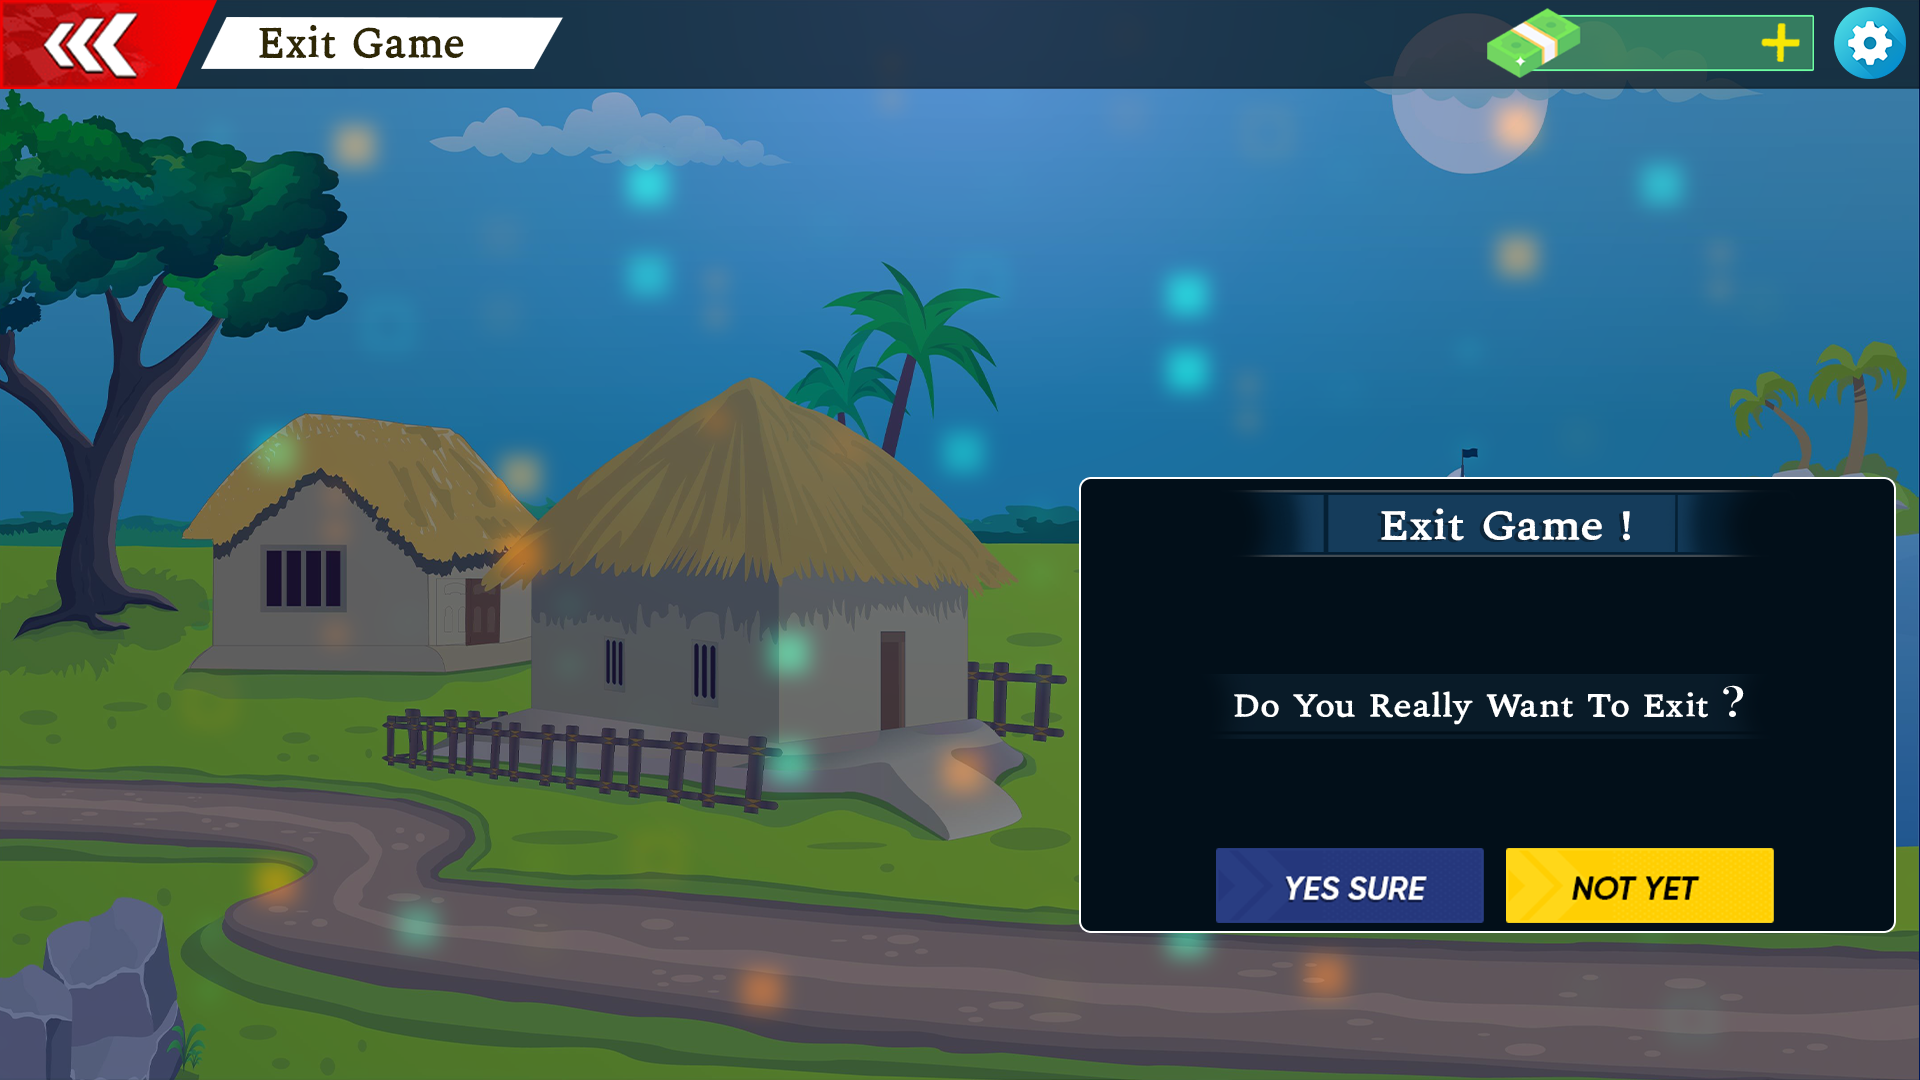 Exit Game
Exit Game !
Do You Really Want To Exit ?
YES SURE
NOT YET